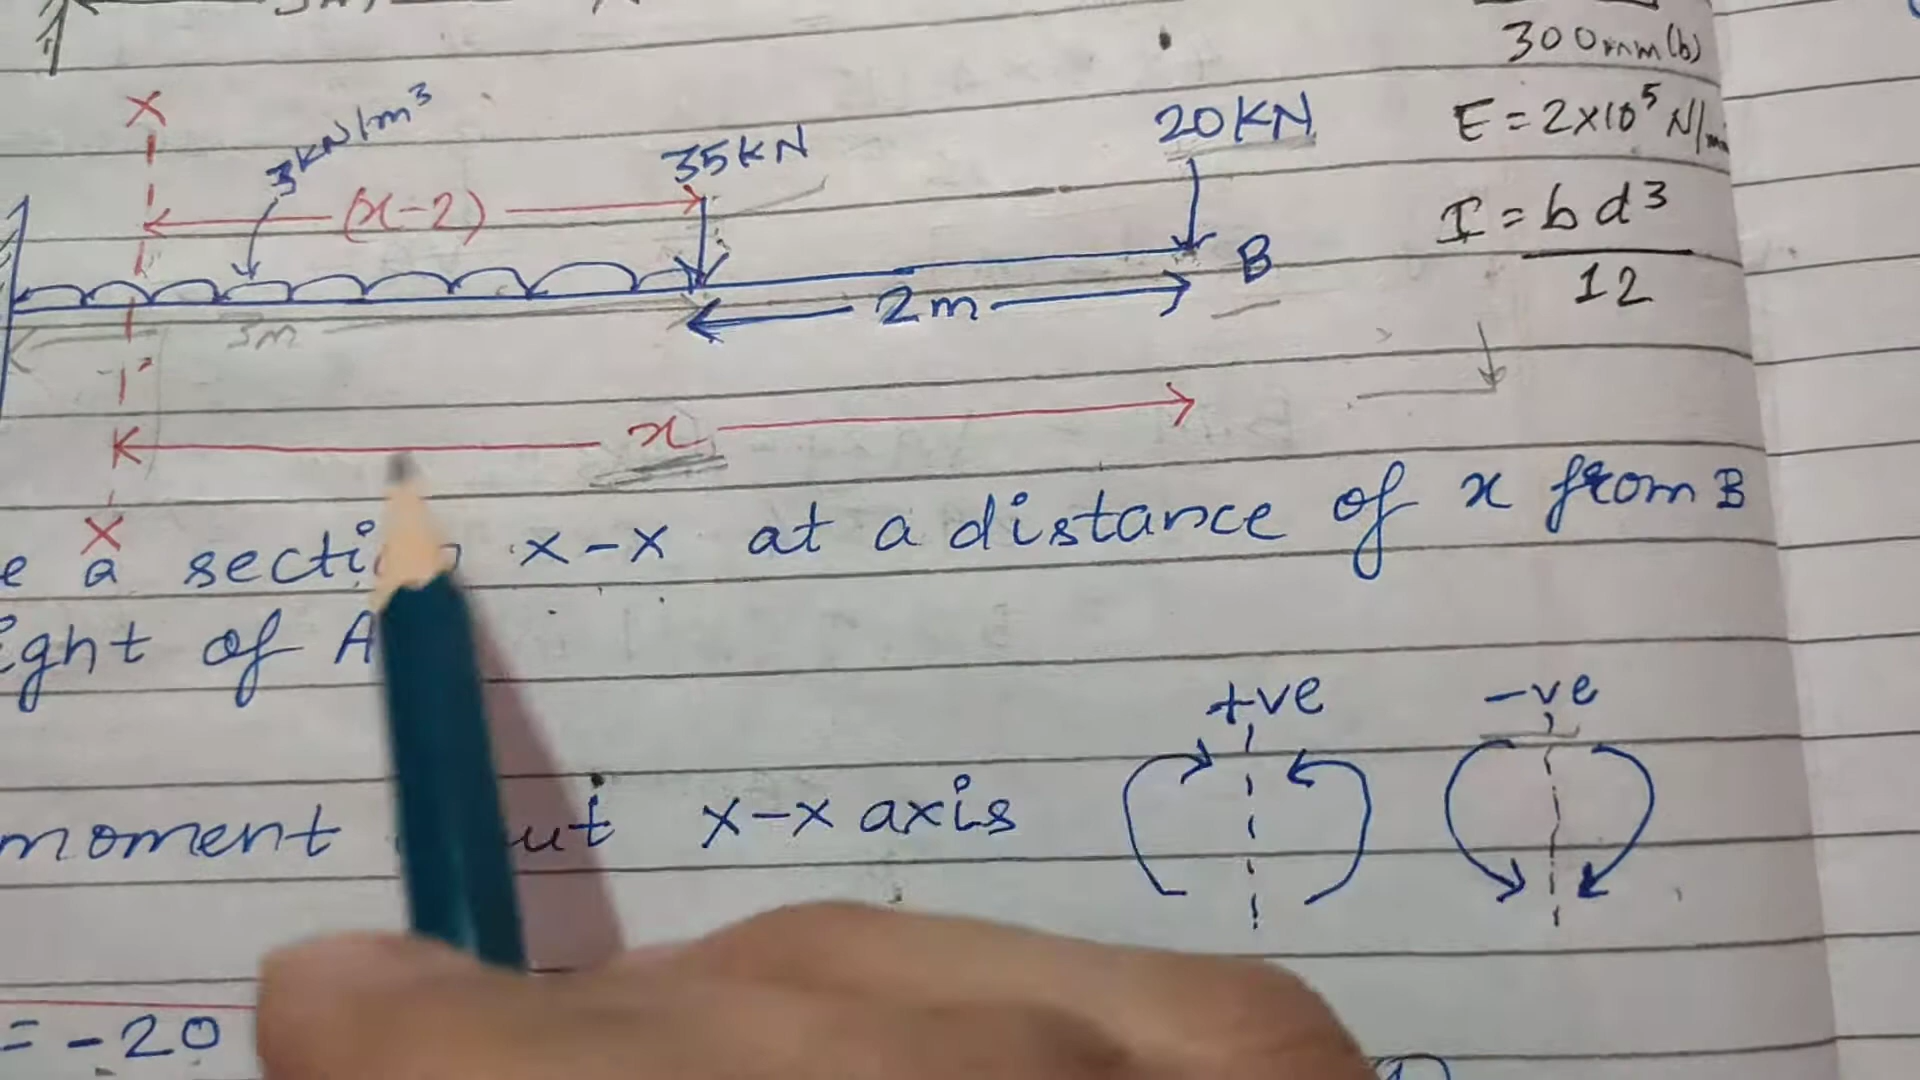 300mm (b)
X
3kN/m³
35KN
20KN
E = 2×10⁵ N/
(x-2)
I = bd³
12
B
2m
3m
x
X
e a secti x-x at a distance of x from B
ight of A
+ve -ve
moment ut x-x axis
= -20